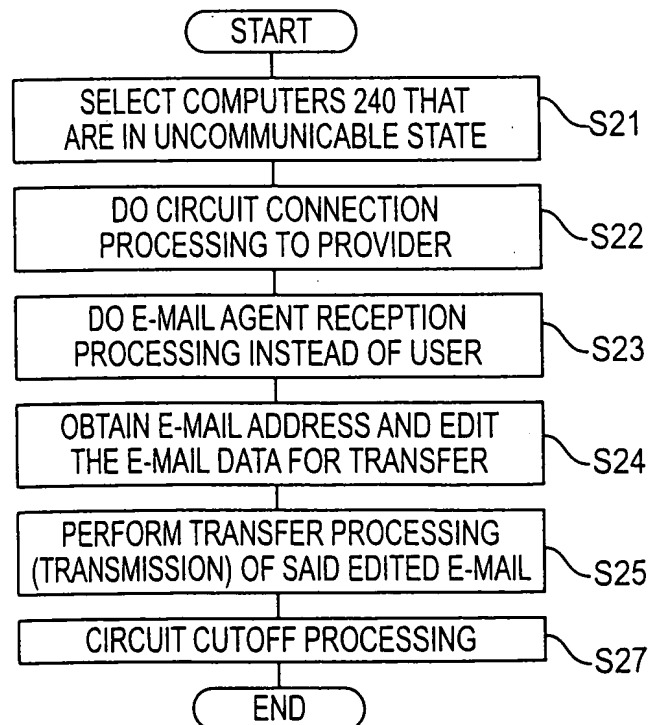 START
SELECT COMPUTERS 240 THAT
ARE IN UNCOMMUNICABLE STATE
S21
DO CIRCUIT CONNECTION
PROCESSING TO PROVIDER
S22
DO E-MAIL AGENT RECEPTION
PROCESSING INSTEAD OF USER
S23
OBTAIN E-MAIL ADDRESS AND EDIT
THE E-MAIL DATA FOR TRANSFER
S24
PERFORM TRANSFER PROCESSING
(TRANSMISSION) OF SAID EDITED E-MAIL
S25
CIRCUIT CUTOFF PROCESSING
S27
END